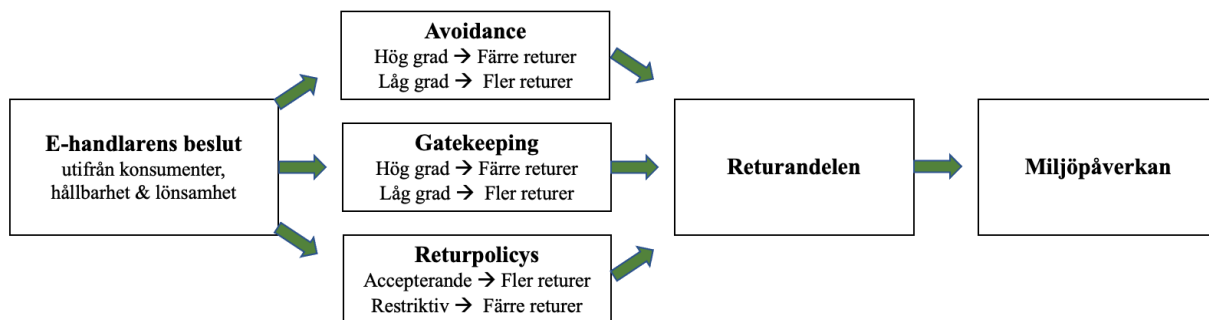 E-handlarens beslut
utifrån konsumenter,
hållbarhet & lönsamhet
Avoidance
Hög grad → Färre returer
Låg grad → Fler returer
Gatekeeping
Hög grad → Färre returer
Låg grad → Fler returer
Returpolicys
Accepterande → Fler returer
Restriktiv → Färre returer
Returandelen
Miljöpåverkan